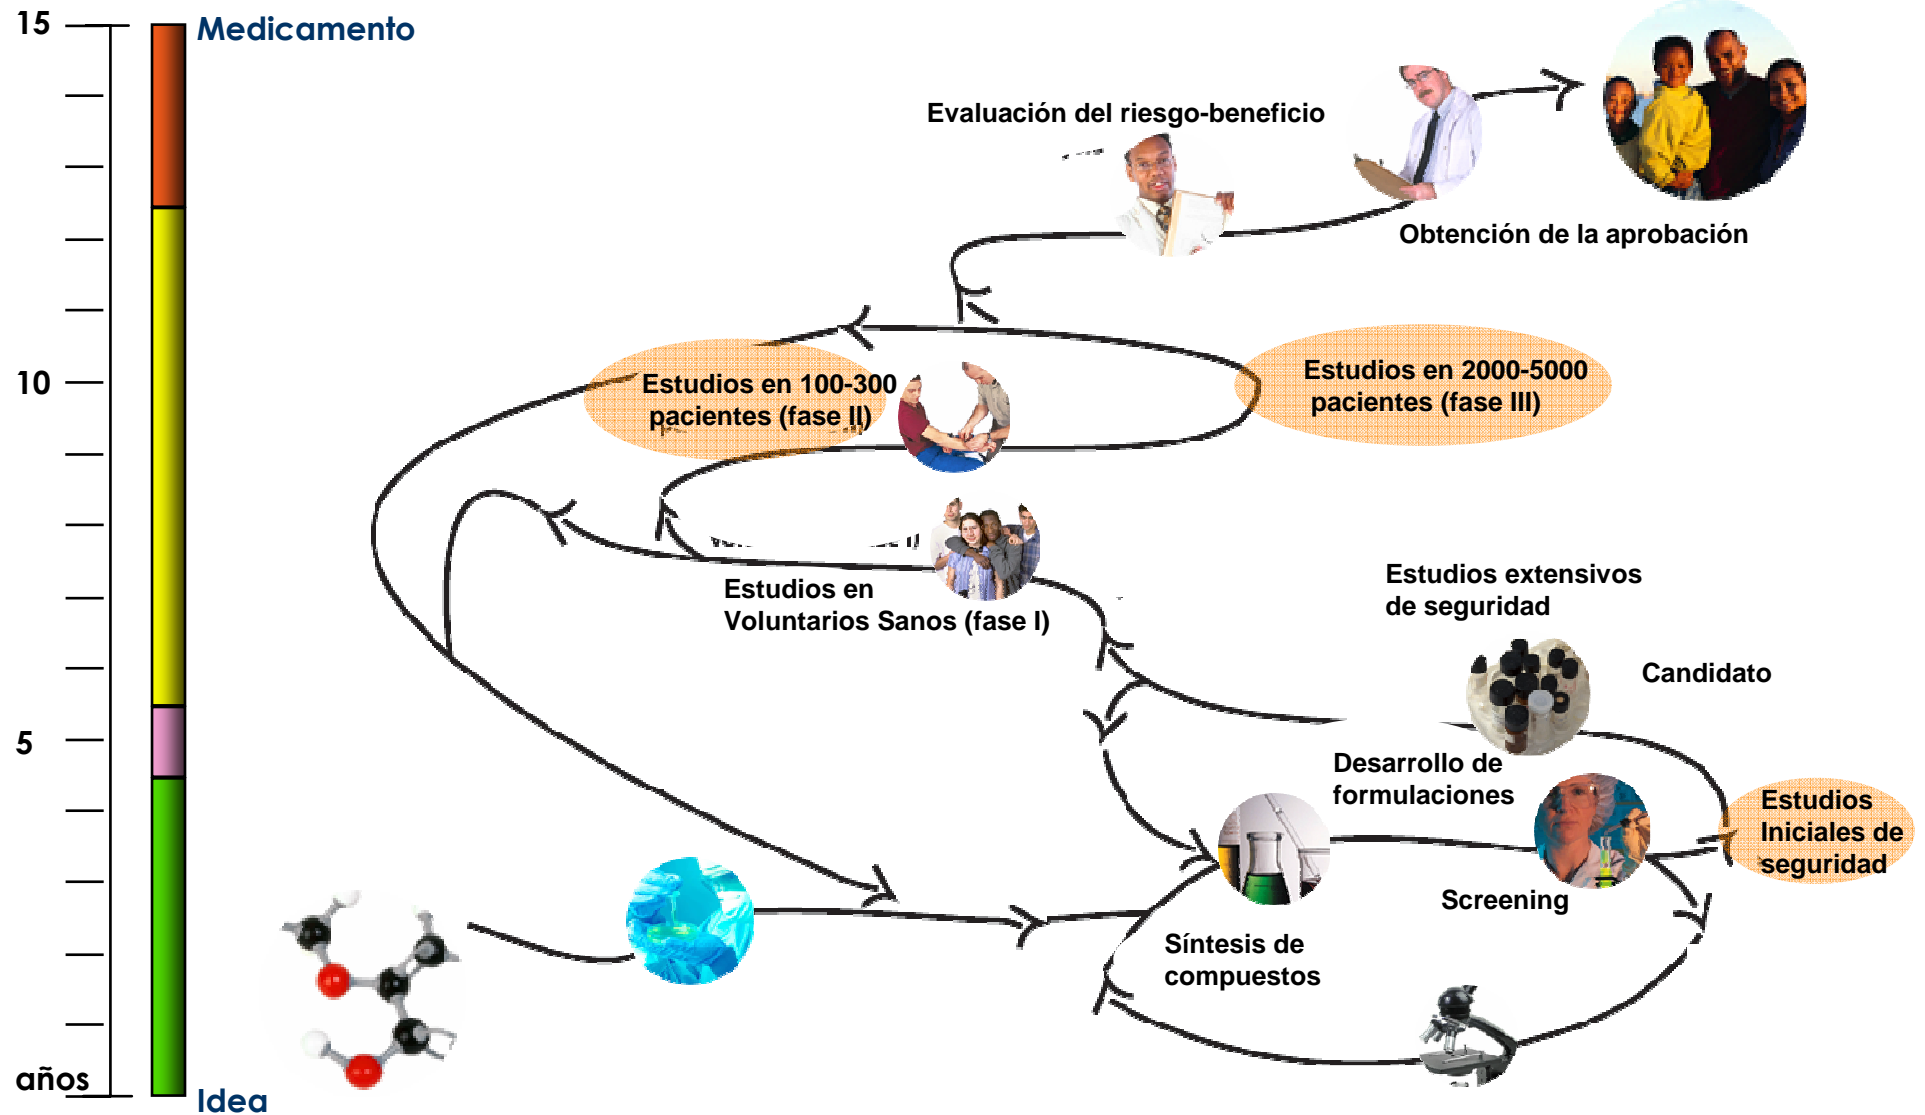 15
Medicamento
Evaluación del riesgo-beneficio
Obtención de la aprobación
10
Estudios en 100-300
pacientes (fase II)
Estudios en 2000-5000
pacientes (fase III)
Estudios en
Voluntarios Sanos (fase I)
Estudios extensivos
de seguridad
Candidato
5
Desarrollo de
formulaciones
Estudios
Iniciales de
seguridad
Screening
Síntesis de
compuestos
años
Idea